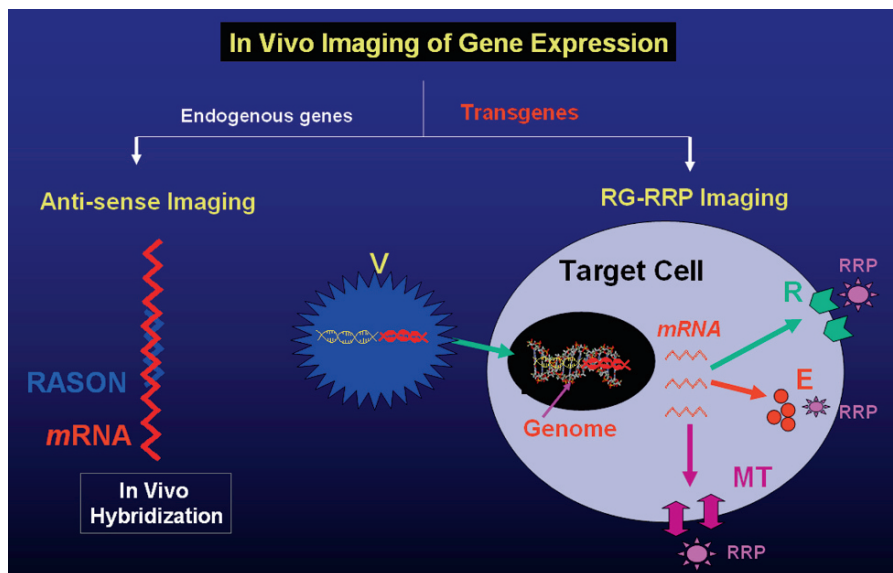 In Vivo Imaging of Gene Expression
Endogenous genes
Transgenes
Anti-sense Imaging
RG-RRP Imaging
V
Target Cell
RRP
R
mRNA
RASON
E
RRP
mRNA
Genome
MT
In Vivo
Hybridization
RRP